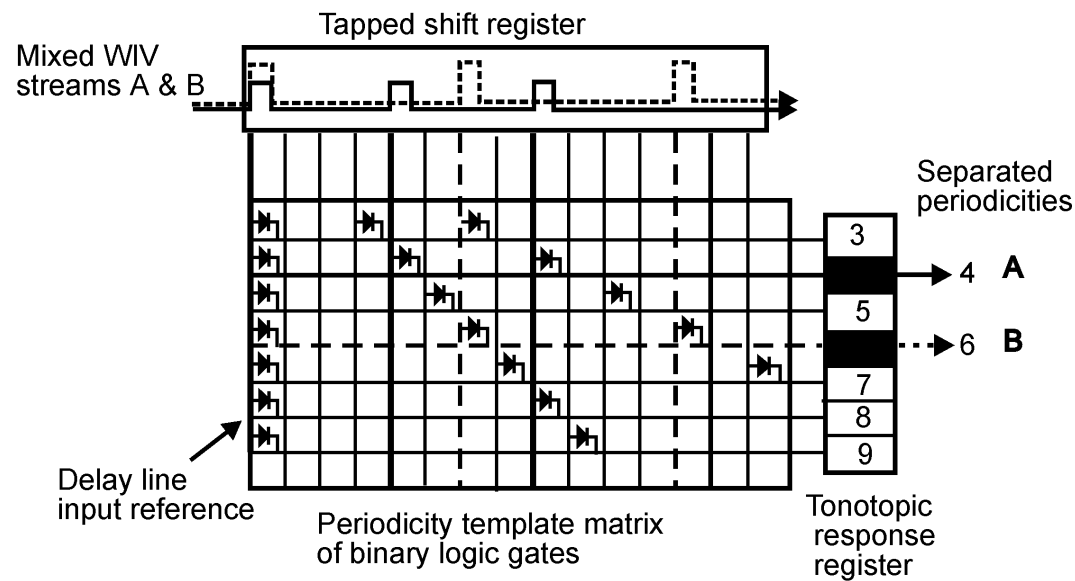 Tapped shift register
Mixed WIV
streams A & B
Separated
periodicities
3
4 A
5
6 B
7
8
9
Delay line
input reference
Periodicity template matrix
of binary logic gates
Tonotopic
response
register